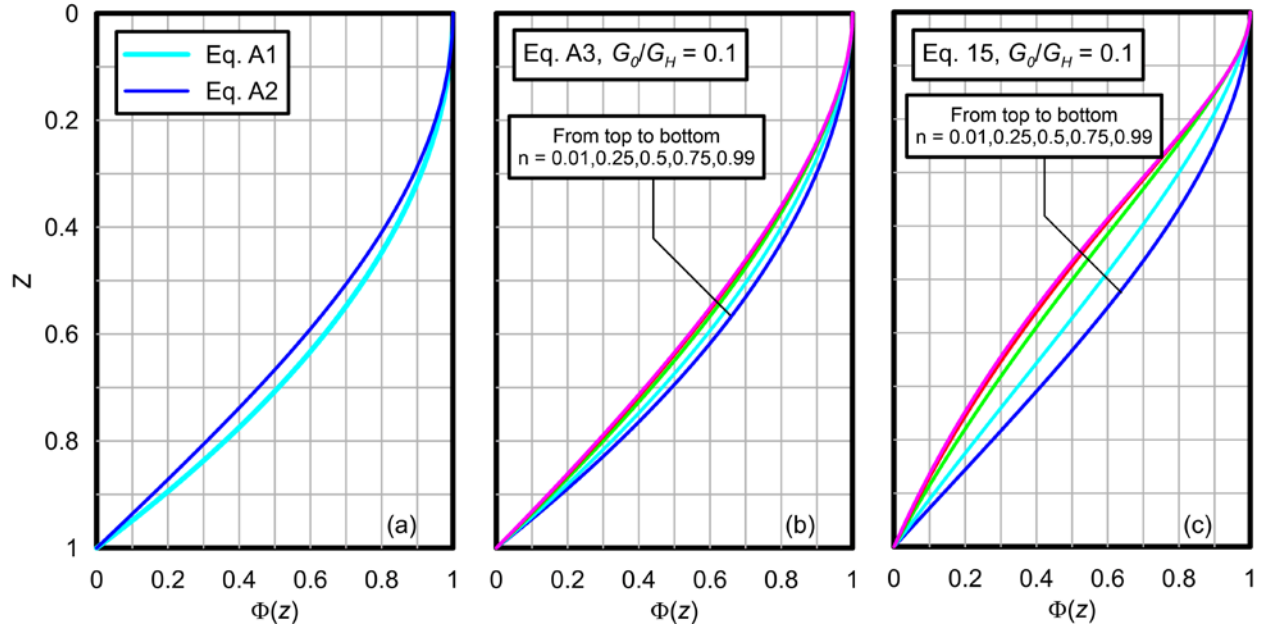 0
0.2
0.4
0.6
0.8
1
z
Eq. A1
Eq. A2
(a)
0 0.2 0.4 0.6 0.8 1
Φ(z)
Eq. A3, G₀/G_H = 0.1
From top to bottom
n = 0.01,0.25,0.5,0.75,0.99
(b)
0 0.2 0.4 0.6 0.8 1
Φ(z)
Eq. 15, G₀/G_H = 0.1
From top to bottom
n = 0.01,0.25,0.5,0.75,0.99
(c)
0 0.2 0.4 0.6 0.8 1
Φ(z)